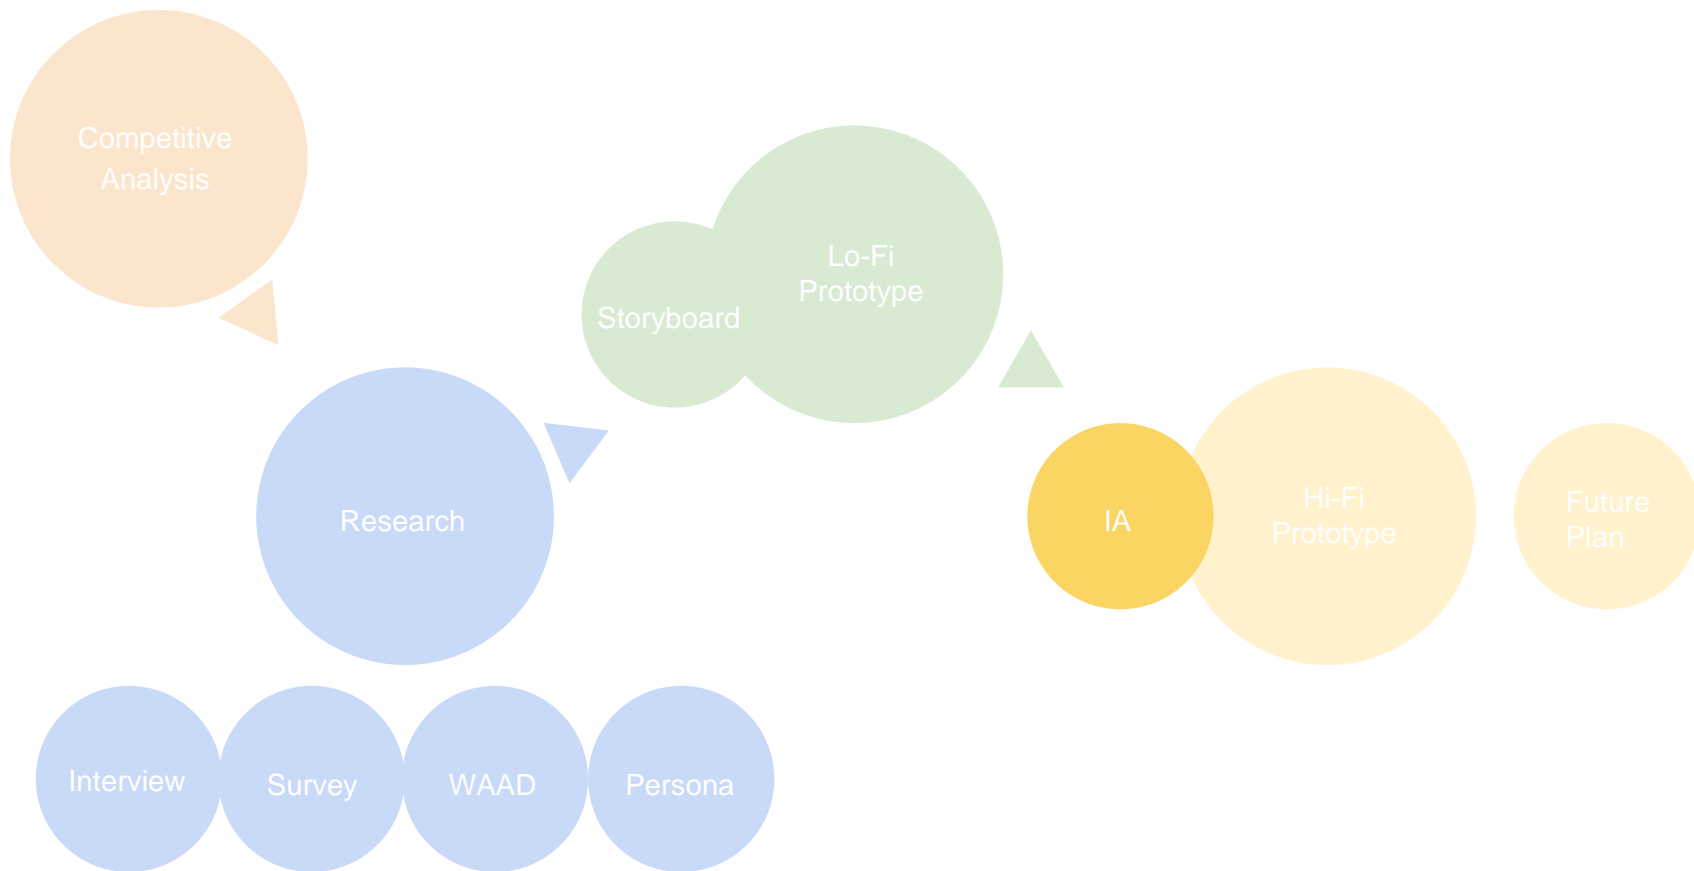 Competitive
Analysis
Lo-Fi
Prototype
Storyboard
Research
IA
Hi-Fi
Prototype
Future
Plan
Interview
Survey
WAAD
Persona